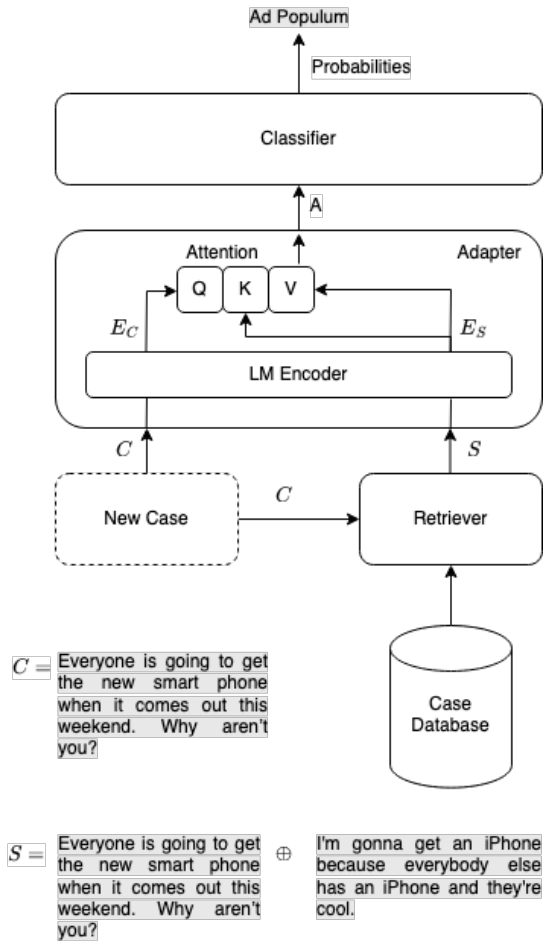 Ad Populum
Probabilities
Classifier
A
Attention
Adapter
Q K V
E_C
E_S
LM Encoder
C
S
New Case
C
Retriever
Case
Database
C =
Everyone is going to get
the new smart phone
when it comes out this
weekend. Why aren't
you?
S =
Everyone is going to get
the new smart phone
when it comes out this
weekend. Why aren't
you?
⊕
I'm gonna get an iPhone
because everybody else
has an iPhone and they're
cool.